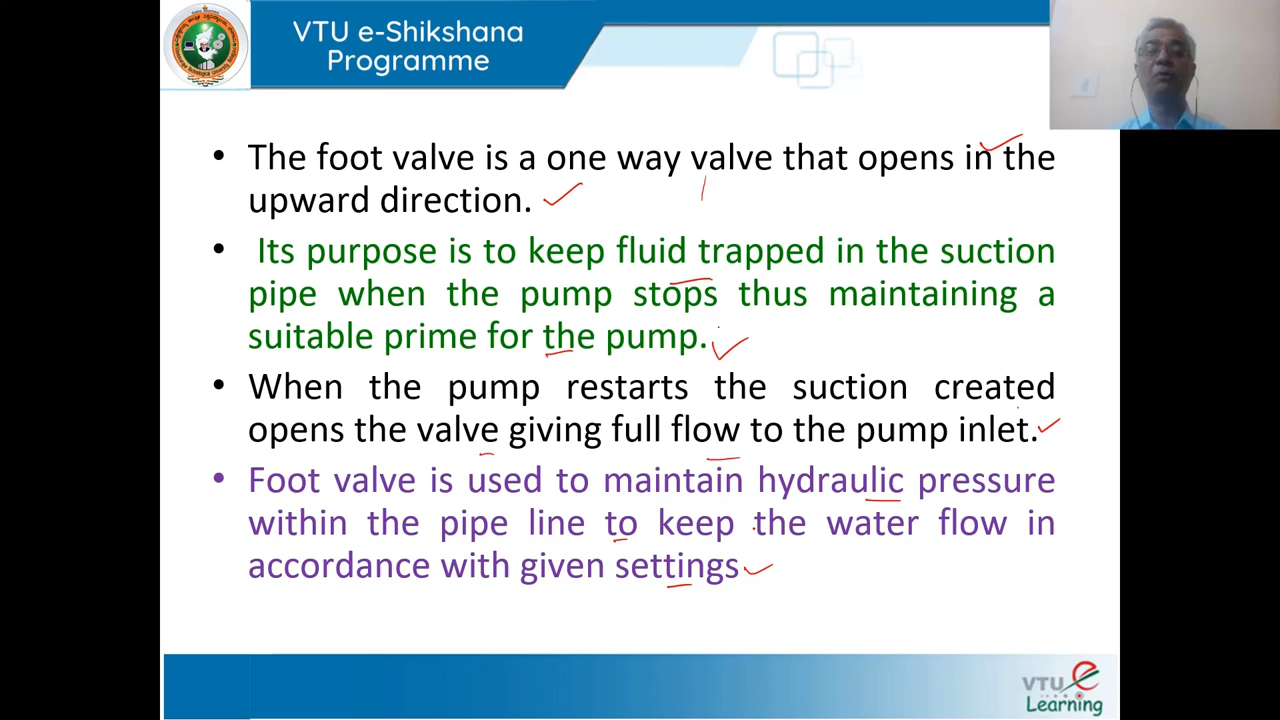 VTU e-Shikshana
Programme
• The foot valve is a one way valve that opens in the
upward direction.
• Its purpose is to keep fluid trapped in the suction
pipe when the pump stops thus maintaining a
suitable prime for the pump.
• When the pump restarts the suction created
opens the valve giving full flow to the pump inlet.
• Foot valve is used to maintain hydraulic pressure
within the pipe line to keep the water flow in
accordance with given settings
VTU e
Learning